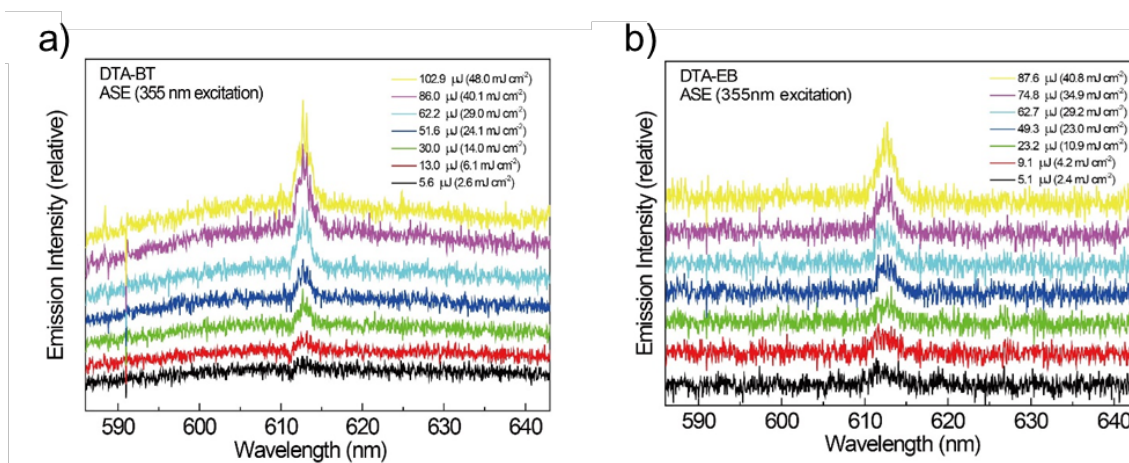 a)
DTA-BT
ASE (355 nm excitation)
102.9 μJ (48.0 mJ cm⁻²)
86.0 μJ (40.1 mJ cm⁻²)
62.2 μJ (29.0 mJ cm⁻²)
51.6 μJ (24.1 mJ cm⁻²)
30.0 μJ (14.0 mJ cm⁻²)
13.0 μJ (6.1 mJ cm⁻²)
5.6 μJ (2.6 mJ cm⁻²)
Emission Intensity (relative)
590 600 610 620 630 640
Wavelength (nm)
b)
DTA-EB
ASE (355nm excitation)
87.6 μJ (40.8 mJ cm⁻²)
74.8 μJ (34.9 mJ cm⁻²)
62.7 μJ (29.2 mJ cm⁻²)
49.3 μJ (23.0 mJ cm⁻²)
23.2 μJ (10.9 mJ cm⁻²)
9.1 μJ (4.2 mJ cm⁻²)
5.1 μJ (2.4 mJ cm⁻²)
Emission Intensity (relative)
590 600 610 620 630 640
Wavelength (nm)